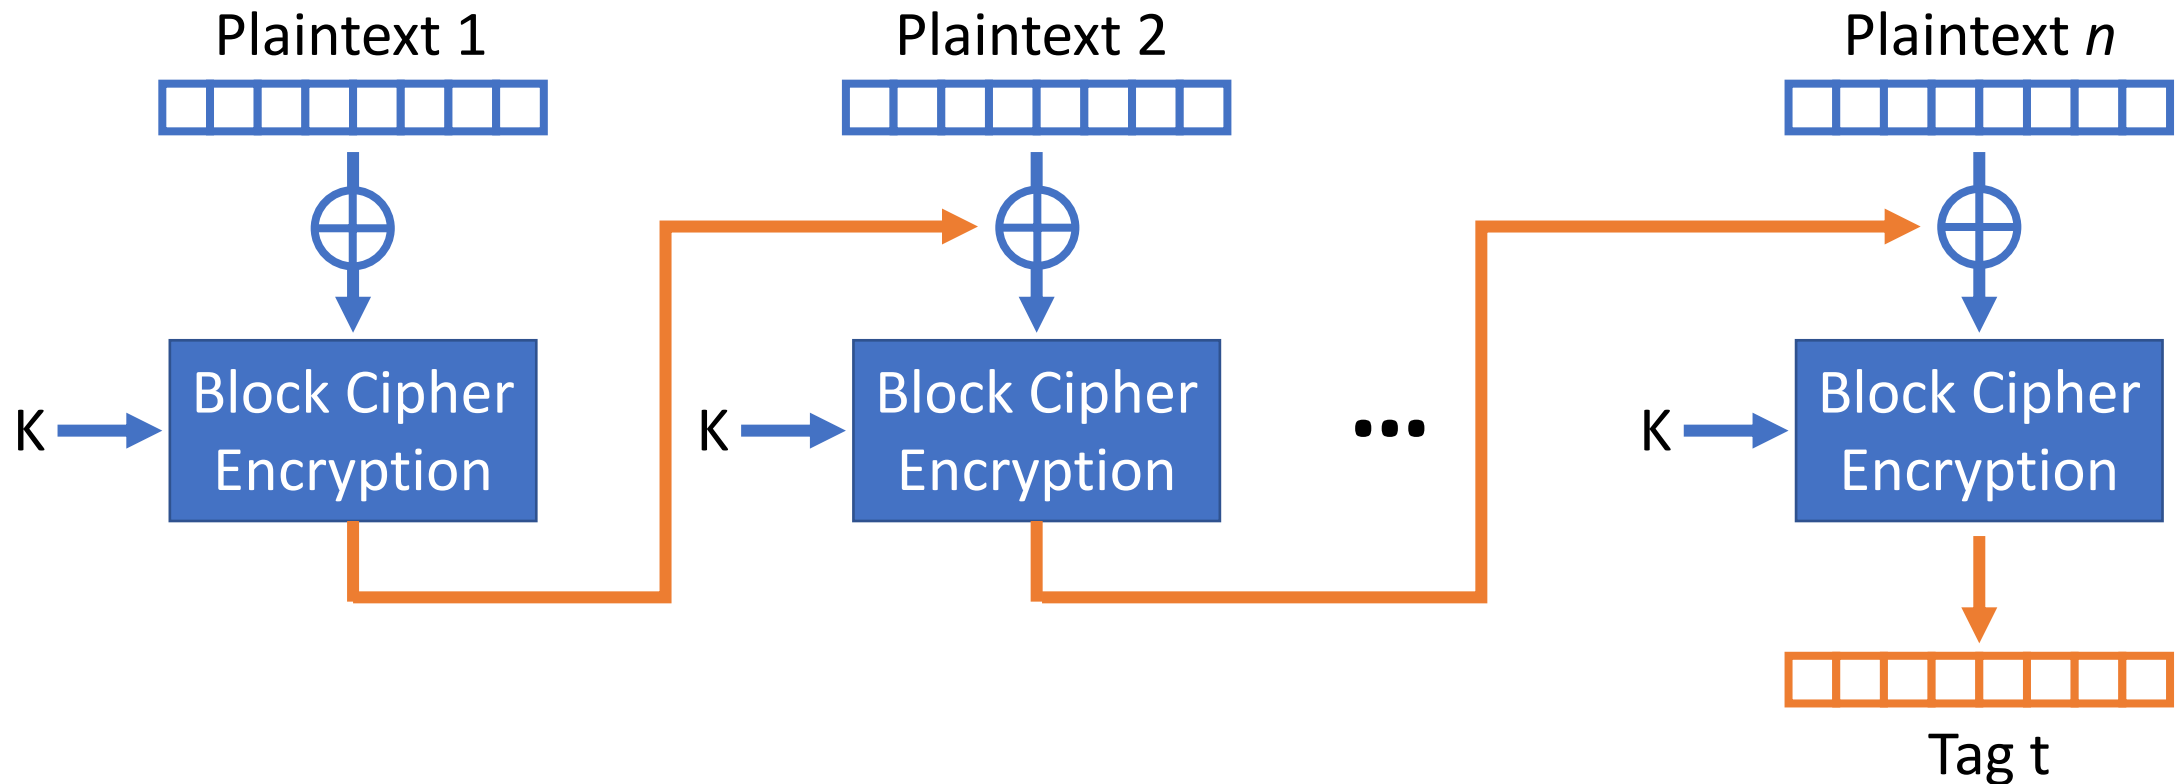 Plaintext 1
Plaintext 2
Plaintext n
K
Block Cipher
Encryption
K
Block Cipher
Encryption
...
K
Block Cipher
Encryption
Tag t